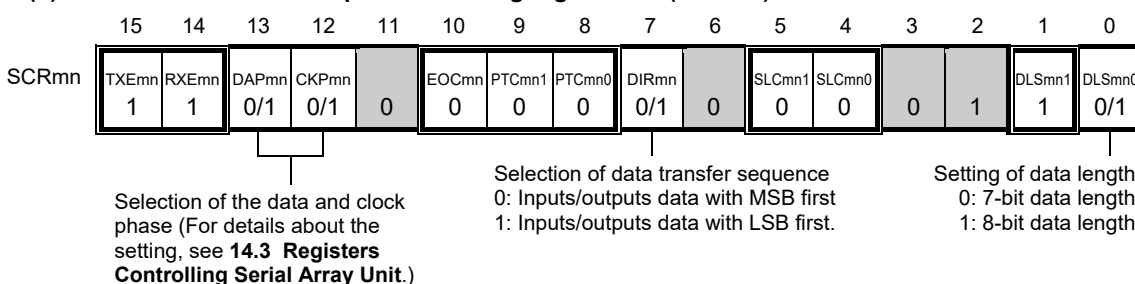 15 14 13 12 11 10 9 8 7 6 5 4 3 2 1 0
SCRmn
TXEmn RXEmn DAPmn CKPmn EOCmn PTCmn1 PTCmn0 DIRmn SLCmn1 SLCmn0 DLSmn1 DLSmn0
1 1 0/1 0/1 0 0 0 0 0/1 0 0 0 0 1 1 0/1
Selection of the data and clock
phase (For details about the
setting, see 14.3 Registers
Controlling Serial Array Unit.)
Selection of data transfer sequence
0: Inputs/outputs data with MSB first
1: Inputs/outputs data with LSB first.
Setting of data length
0: 7-bit data length
1: 8-bit data length